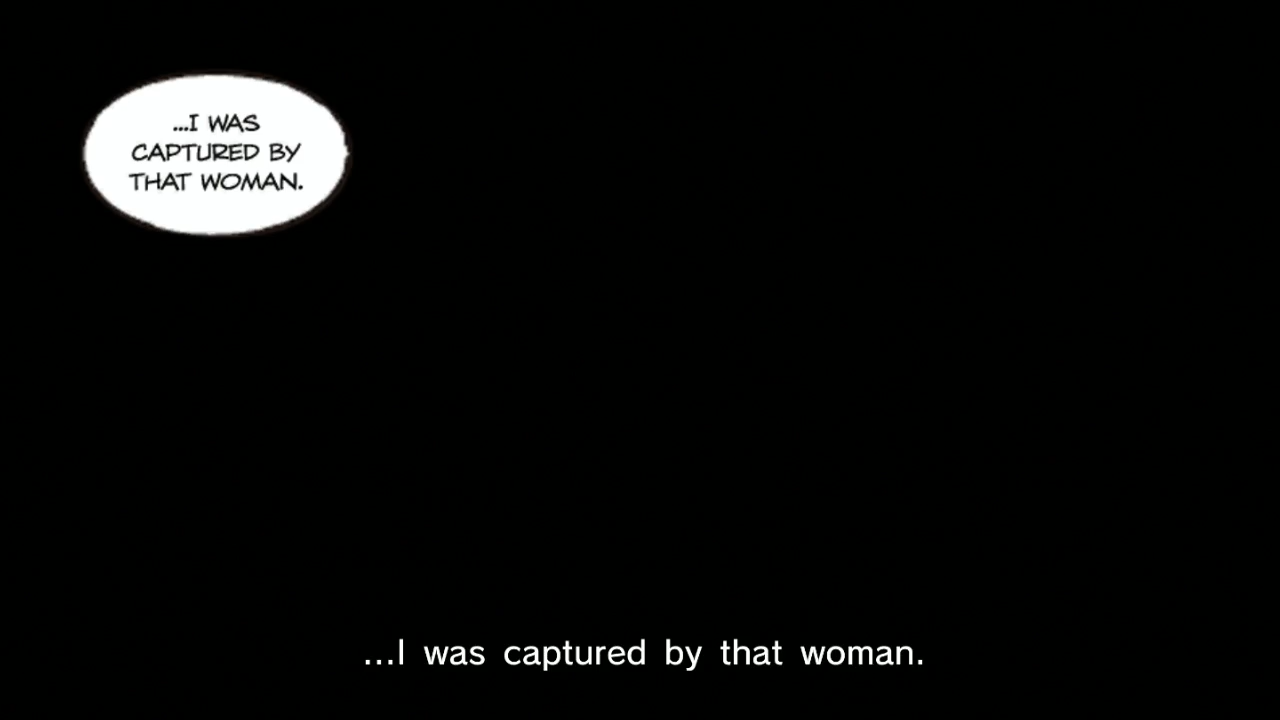 ...I WAS
CAPTURED BY
THAT WOMAN.
...I was captured by that woman.